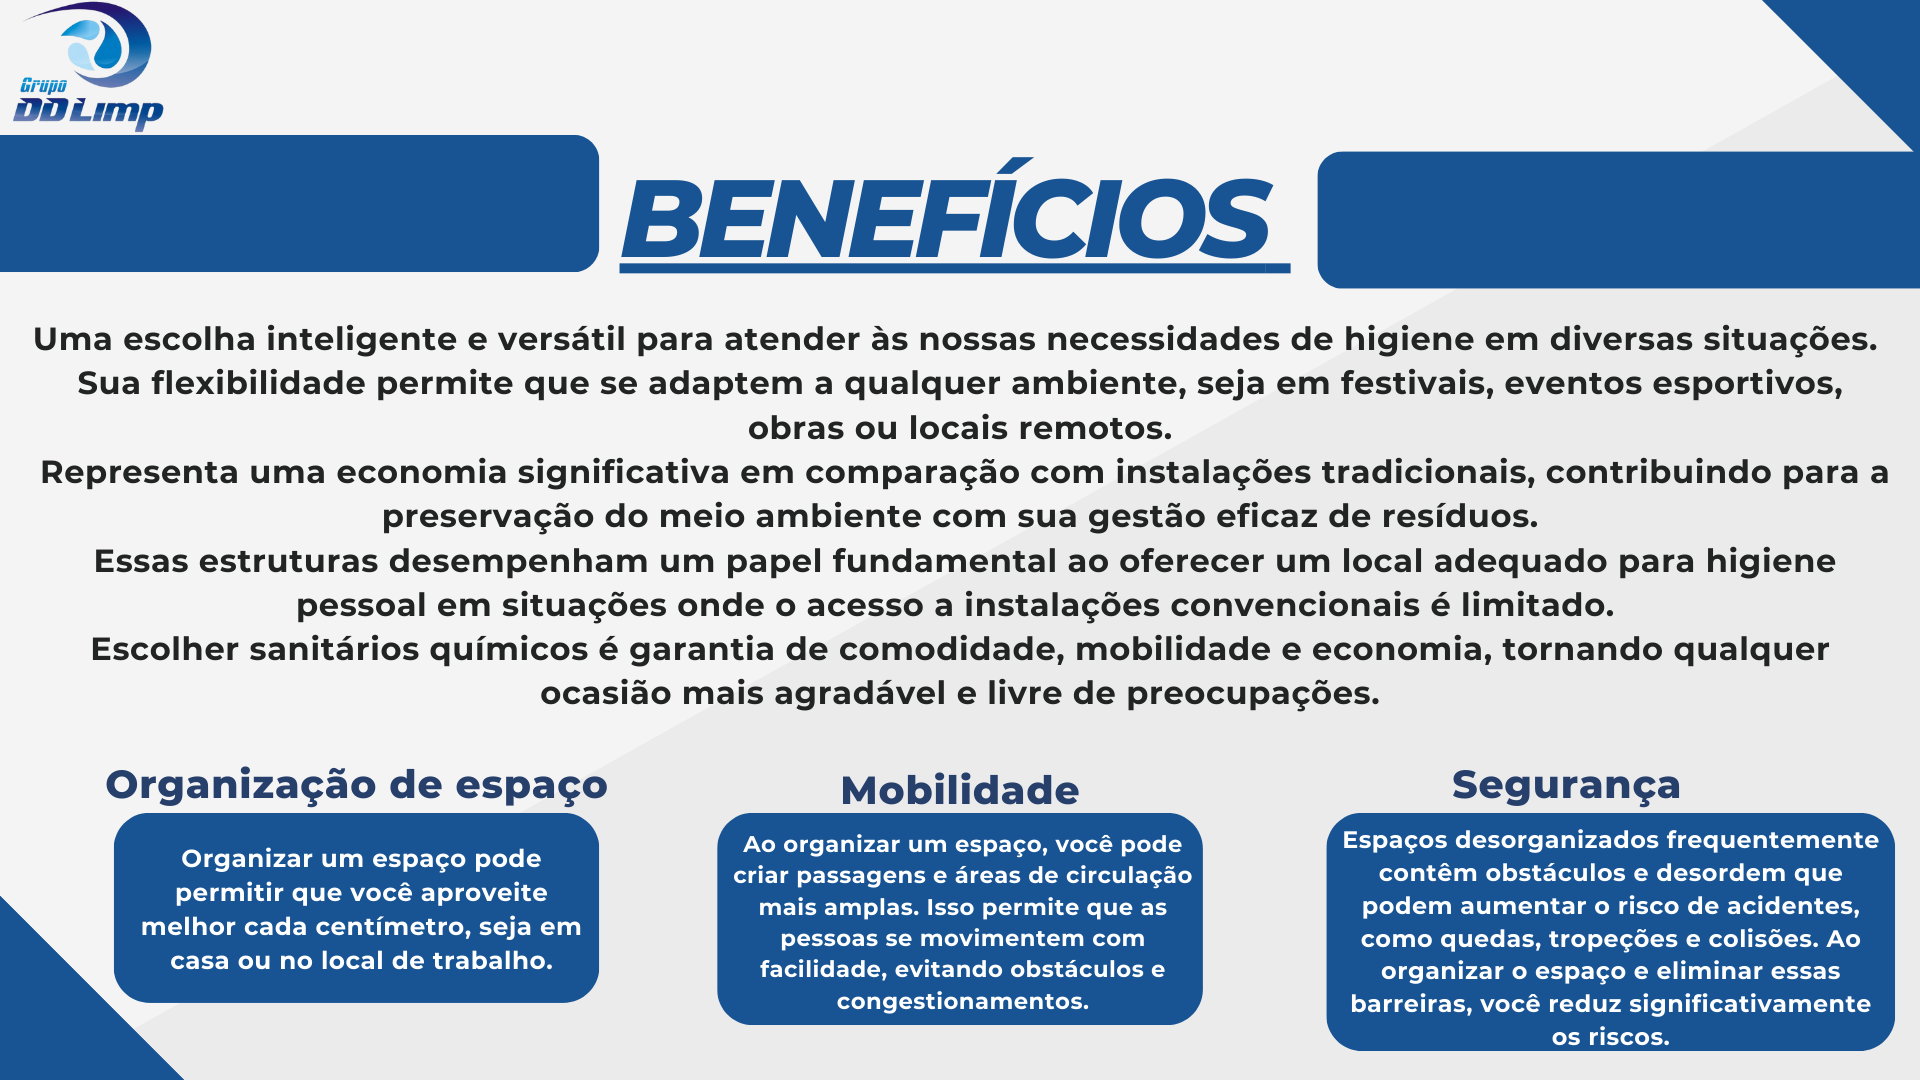 Grupo
DD Limp
BENEFÍCIOS
Uma escolha inteligente e versátil para atender às nossas necessidades de higiene em diversas situações.
Sua flexibilidade permite que se adaptem a qualquer ambiente, seja em festivais, eventos esportivos,
obras ou locais remotos.
Representa uma economia significativa em comparação com instalações tradicionais, contribuindo para a
preservação do meio ambiente com sua gestão eficaz de resíduos.
Essas estruturas desempenham um papel fundamental ao oferecer um local adequado para higiene
pessoal em situações onde o acesso a instalações convencionais é limitado.
Escolher sanitários químicos é garantia de comodidade, mobilidade e economia, tornando qualquer
ocasião mais agradável e livre de preocupações.
Organização de espaço
Organizar um espaço pode
permitir que você aproveite
melhor cada centímetro, seja em
casa ou no local de trabalho.
Mobilidade
Ao organizar um espaço, você pode
criar passagens e áreas de circulação
mais amplas. Isso permite que as
pessoas se movimentem com
facilidade, evitando obstáculos e
congestionamentos.
Segurança
Espaços desorganizados frequentemente
contêm obstáculos e desordem que
podem aumentar o risco de acidentes,
como quedas, tropeções e colisões. Ao
organizar o espaço e eliminar essas
barreiras, você reduz significativamente
os riscos.